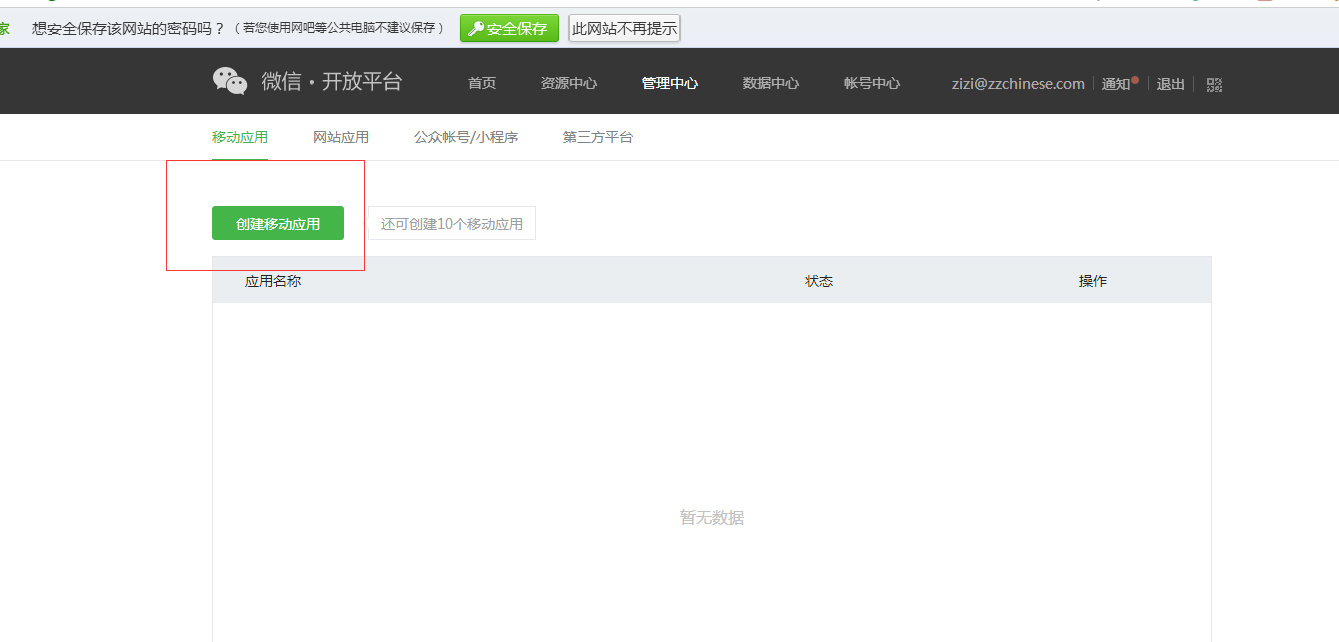 家 想安全保存该网站的密码吗？（若您使用网吧等公共电脑不建议保存） 安全保存 此网站不再提示
微信·开放平台 首页 资源中心 管理中心 数据中心 帐号中心 zizi@zzchinese.com 通知 退出
移动应用 网站应用 公众帐号/小程序 第三方平台
创建移动应用 还可创建10个移动应用
应用名称 状态 操作
暂无数据